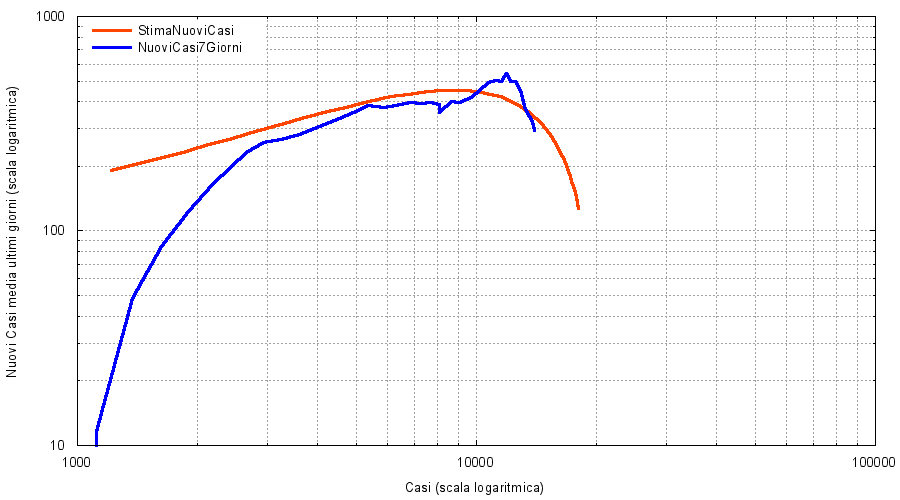 1000
StimaNuoviCasi
NuoviCasi7Giorni
100
10
Nuovi Casi media ultimi giorni (scala logaritmica)
1000
10000
100000
Casi (scala logaritmica)